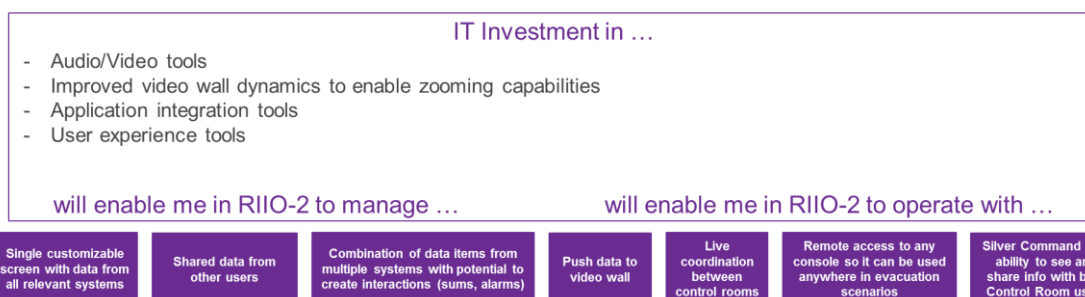 IT Investment in …
- Audio/Video tools
- Improved video wall dynamics to enable zooming capabilities
- Application integration tools
- User experience tools
will enable me in RIIO-2 to manage …
will enable me in RIIO-2 to operate with …
Single customizable
screen with data from
all relevant systems
Shared data from
other users
Combination of data items from
multiple systems with potential to
create interactions (sums, alarms)
Push data to
video wall
Live
coordination
between
control rooms
Remote access to any
console so it can be used
anywhere in evacuation
scenarios
Silver Command
ability to see
share info with
Control Room